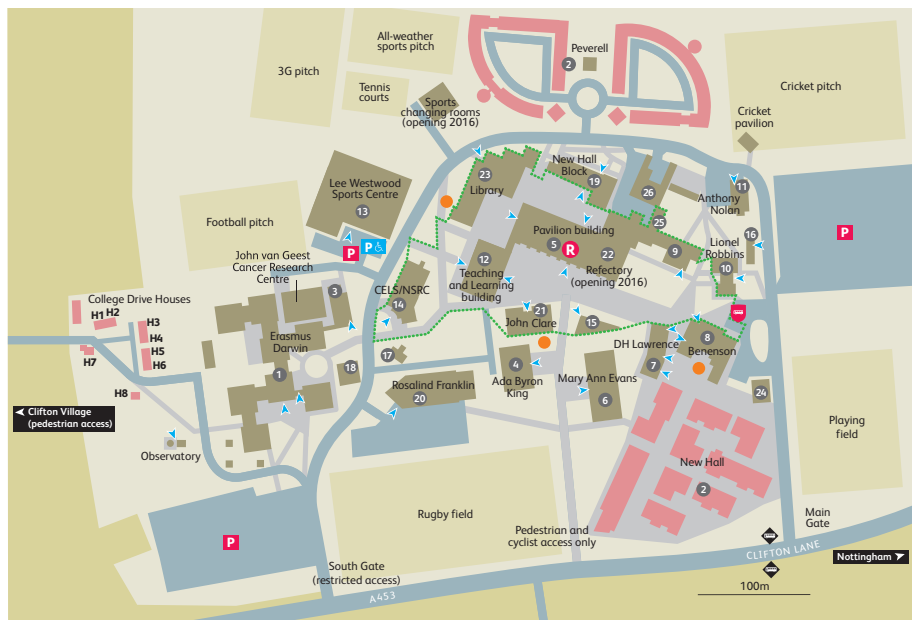 All-weather
sports pitch
Peverell
2
3G pitch
Tennis
courts
Cricket pitch
Sports
changing rooms
(opening 2016)
Cricket
pavilion
New Hall
Block
23
Library
19
26
11
Anthony
Nolan
Lee Westwood
Sports Centre
13
Football pitch
P
P
Pavilion building
5
R
22
Refectory
(opening 2016)
25
9
16
Lionel
Robbins
10
P
John van Geest
Cancer Research
Centre
12
Teaching
and Learning
building
3
CELS/NSRC
14
College Drive Houses
H1
H2
H3
H4
H5
H6
H7
H8
Erasmus
Darwin
1
21
John Clare
15
DH Lawrence
7
8
Benenson
17
18
4
Ada Byron
King
Mary Ann Evans
6
Rosalind Franklin
20
24
Clifton Village
(pedestrian access)
Observatory
Playing
field
New Hall
2
Rugby field
P
Pedestrian and
cyclist access only
Main
Gate
CLIFTON LANE
Nottingham
South Gate
(restricted access)
A453
100m